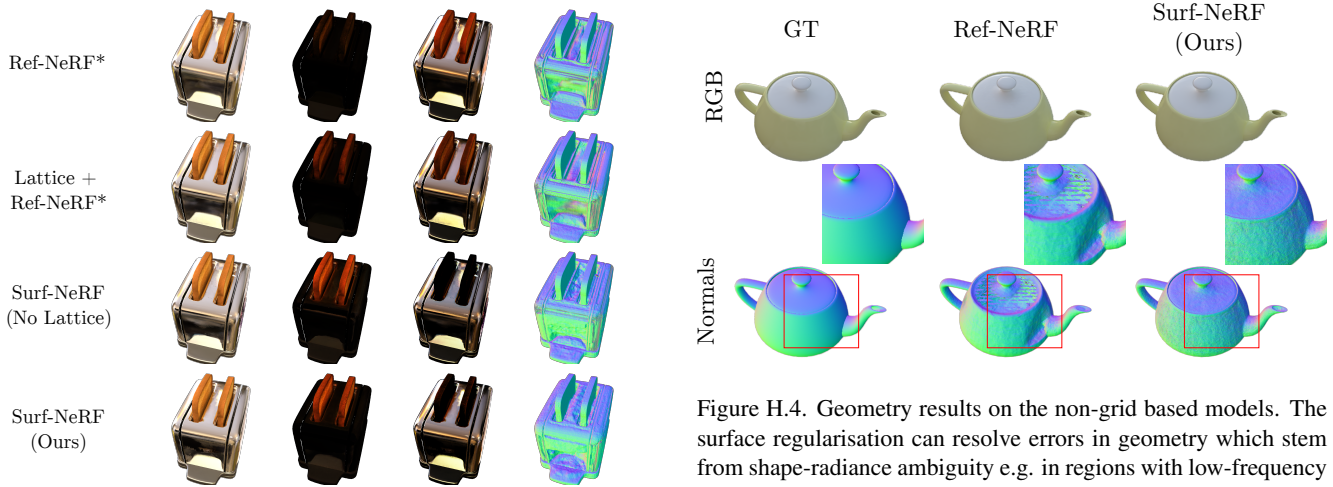 Ref-NeRF*
Lattice +
Ref-NeRF*
Surf-NeRF
(No Lattice)
Surf-NeRF
(Ours)
GT
Ref-NeRF
Surf-NeRF
(Ours)
RGB
Normals
Figure H.4. Geometry results on the non-grid based models. The
surface regularisation can resolve errors in geometry which stem
from shape-radiance ambiguity e.g. in regions with low-frequency